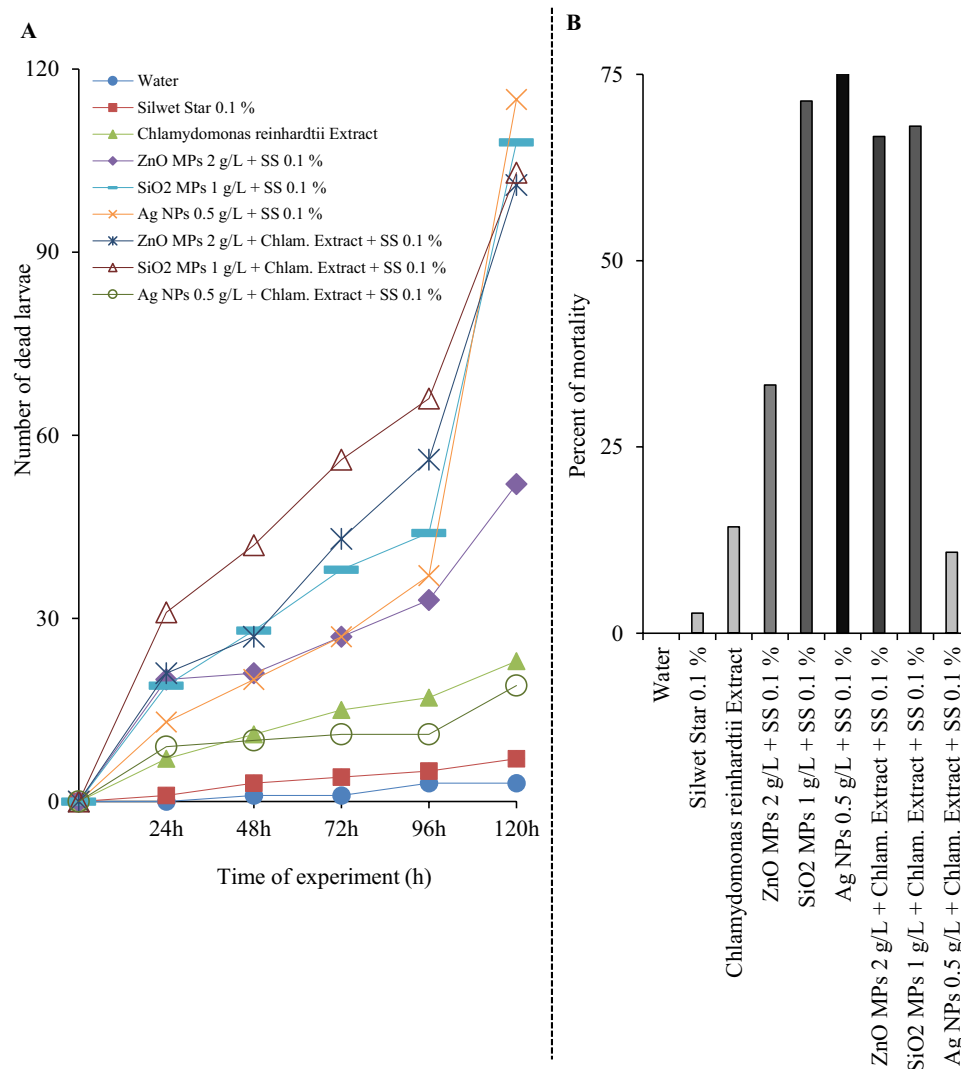 A
Number of dead larvae
120
90
60
30
0
Water
Silwet Star 0.1 %
Chlamydomonas reinhardtii Extract
ZnO MPs 2 g/L + SS 0.1 %
SiO2 MPs 1 g/L + SS 0.1 %
Ag NPs 0.5 g/L + SS 0.1 %
ZnO MPs 2 g/L + Chlam. Extract + SS 0.1 %
SiO2 MPs 1 g/L + Chlam. Extract + SS 0.1 %
Ag NPs 0.5 g/L + Chlam. Extract + SS 0.1 %
24h 48h 72h 96h 120h
Time of experiment (h)
B
Percent of mortality
75
50
25
0
Water
Silwet Star 0.1 %
Chlamydomonas reinhardtii Extract
ZnO MPs 2 g/L + SS 0.1 %
SiO2 MPs 1 g/L + SS 0.1 %
Ag NPs 0.5 g/L + SS 0.1 %
ZnO MPs 2 g/L + Chlam. Extract + SS 0.1 %
SiO2 MPs 1 g/L + Chlam. Extract + SS 0.1 %
Ag NPs 0.5 g/L + Chlam. Extract + SS 0.1 %